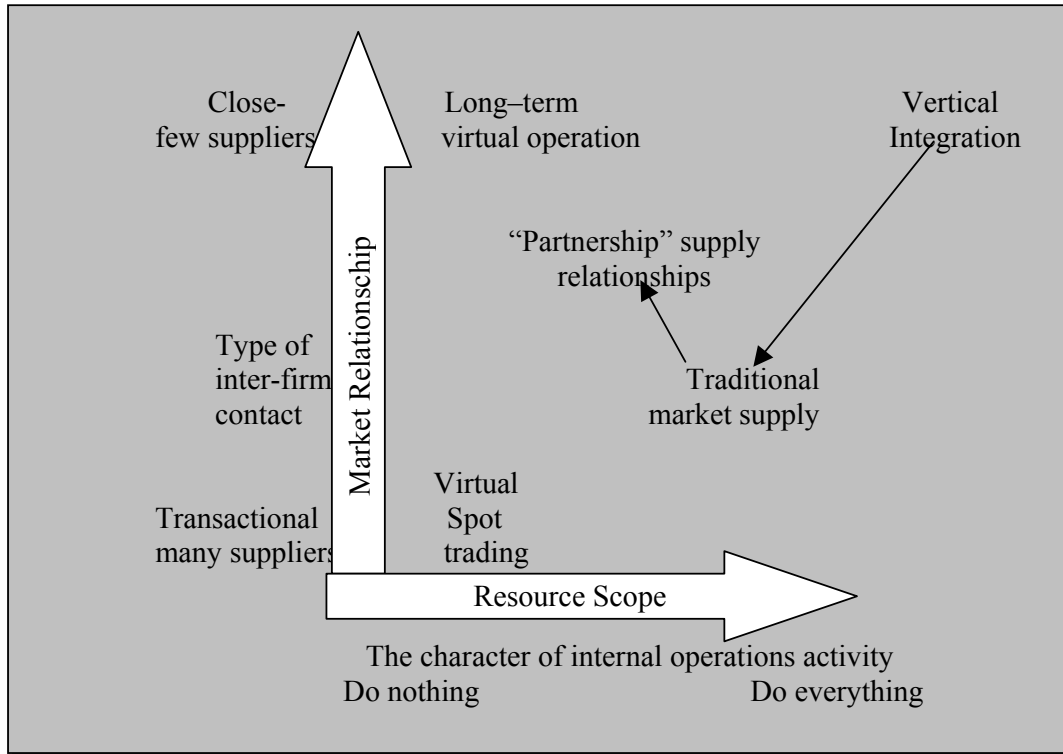 Close-
few suppliers
Long–term
virtual operation
Vertical
Integration
“Partnership” supply
relationships
Type of
inter-firm
contact
Market Relationschip
Traditional
market supply
Transactional
many suppliers
Virtual
Spot
trading
Resource Scope
The character of internal operations activity
Do nothing
Do everything